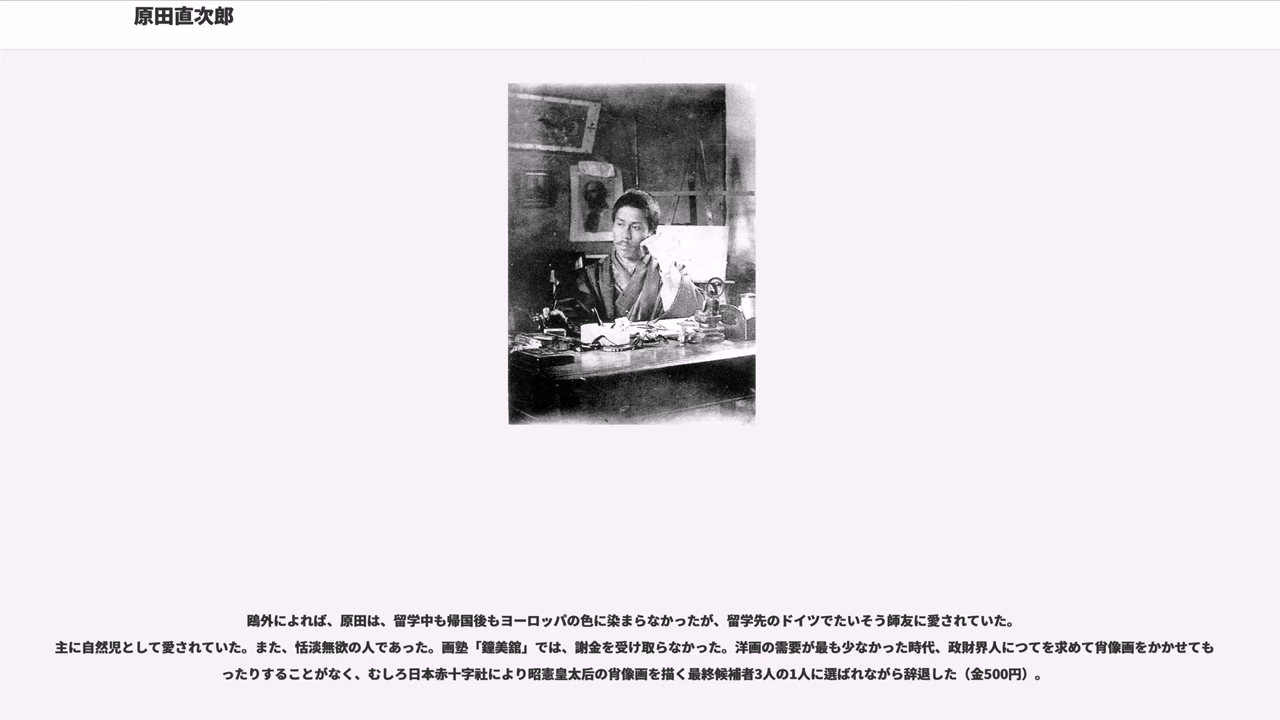 原田直次郎
鴎外によれば、原田は、留学中も帰国後もヨーロッパの色に染まらなかったが、留学先のドイツでたいそう師友に愛されていた。
主に自然児として愛されていた。また、恬淡無欲の人であった。画塾「鐘美館」では、謝金を受け取らなかった。洋画の需要が最も少なかった時代、政財界人につてを求めて肖像画をかかせても
ったりすることがなく、むしろ日本赤十字社により昭憲皇太后の肖像画を描く最終候補者3人の1人に選ばれながら辞退した（金500円）。